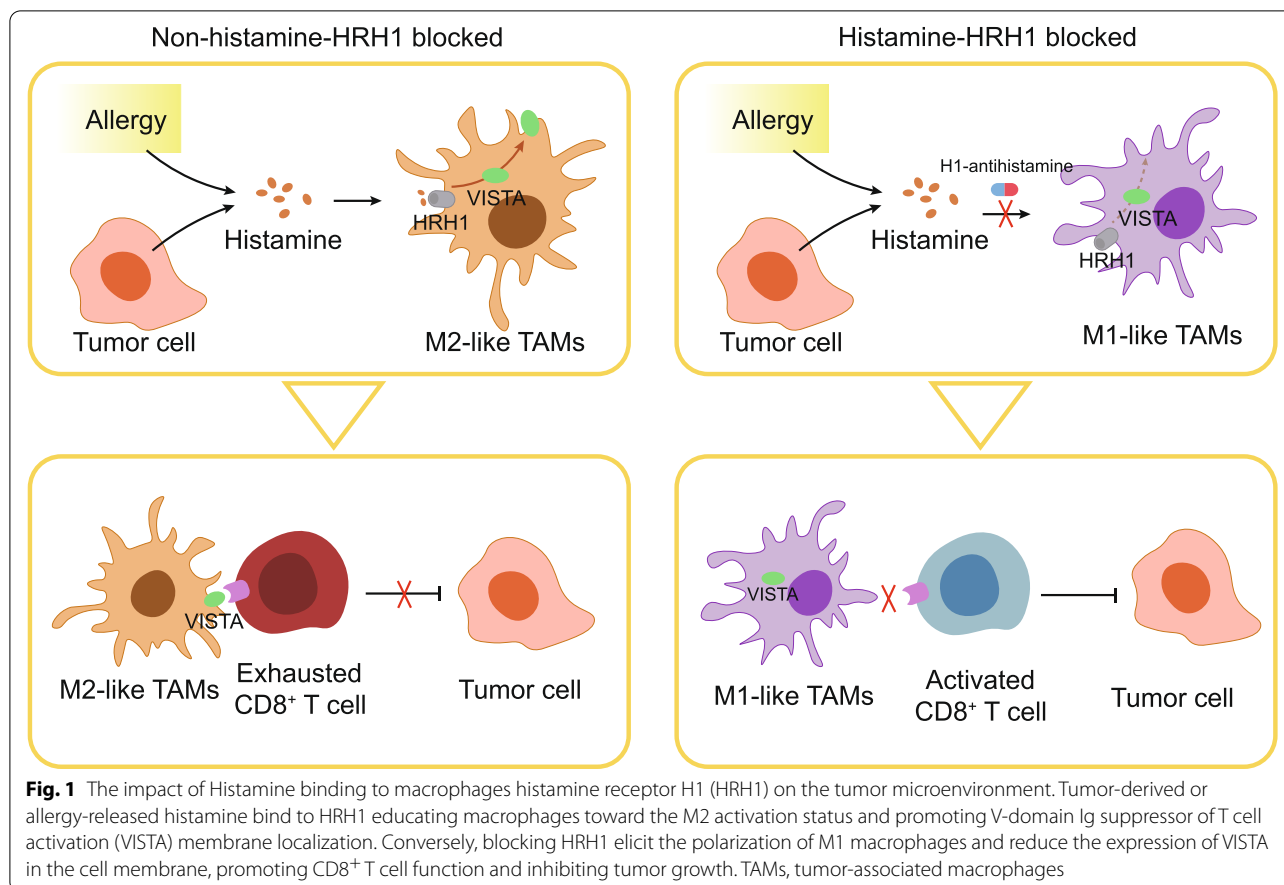 Non-histamine-HRH1 blocked
Allergy
Histamine
Tumor cell
HRH1
VISTA
M2-like TAMs
VISTA
M2-like TAMs
Exhausted
CD8⁺ T cell
Tumor cell
Histamine-HRH1 blocked
Allergy
H1-antihistamine
Histamine
Tumor cell
VISTA
HRH1
M1-like TAMs
VISTA
M1-like TAMs
Activated
CD8⁺ T cell
Tumor cell
Fig. 1 The impact of Histamine binding to macrophages histamine receptor H1 (HRH1) on the tumor microenvironment. Tumor-derived or
allergy-released histamine bind to HRH1 educating macrophages toward the M2 activation status and promoting V-domain Ig suppressor of T cell
activation (VISTA) membrane localization. Conversely, blocking HRH1 elicit the polarization of M1 macrophages and reduce the expression of VISTA
in the cell membrane, promoting CD8⁺ T cell function and inhibiting tumor growth. TAMs, tumor-associated macrophages